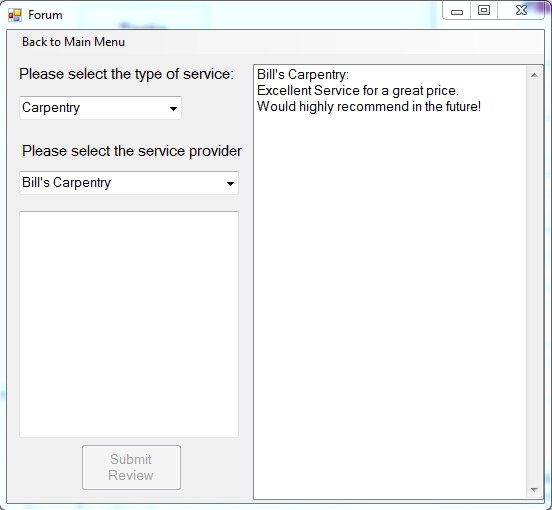 Forum
Back to Main Menu
Please select the type of service:
Carpentry
Please select the service provider
Bill's Carpentry
Submit
Review
Bill's Carpentry:
Excellent Service for a great price.
Would highly recommend in the future!